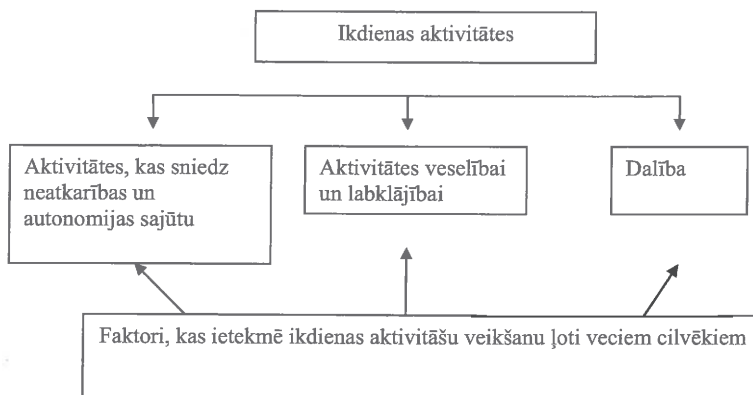 Ikdienas aktivitātes
Aktivitātes, kas sniedz
neatkarības un
autonomijas sajūtu
Aktivitātes veselībai
un labklājībai
Dalība
Faktori, kas ietekmē ikdienas aktivitāšu veikšanu ļoti veciem cilvēkiem